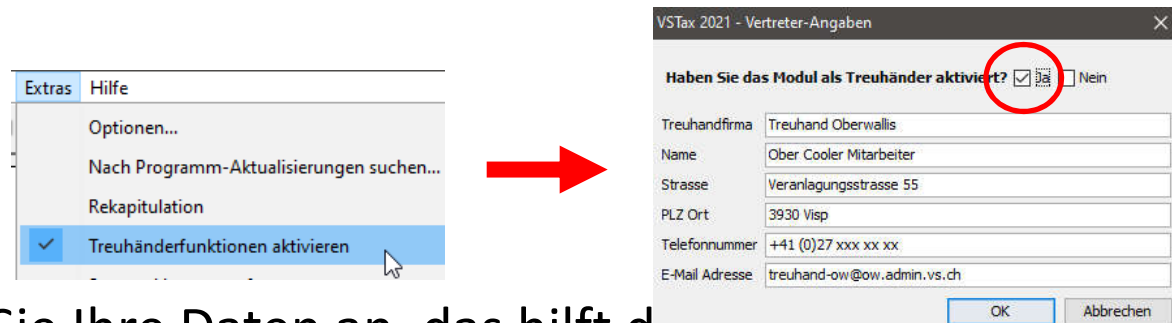 Extras Hilfe
Optionen...
Nach Programm-Aktualisierungen suchen...
Rekapitulation
Treuhänderfunktionen aktivieren
VSTax 2021 - Vertreter-Angaben
Haben Sie das Modul als Treuhänder aktiviert? Ja Nein
Treuhandfirma Treuhand Oberwallis
Name Ober Cooler Mitarbeiter
Strasse Veranlagungsstrasse 55
PLZ Ort 3930 Visp
Telefonnummer +41 (0)27 xxx xx xx
E-Mail Adresse treuhand-ow@ow.admin.vs.ch
OK Abbrechen
Sie Ihre Daten an, das hilft